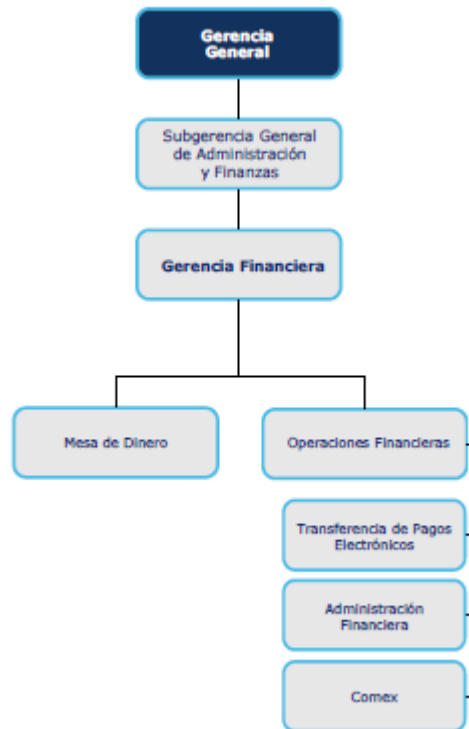 Gerencia
General
Subgerencia General
de Administración
y Finanzas
Gerencia Financiera
Mesa de Dinero
Operaciones Financieras
Transferencia de Pagos
Electrónicos
Administración
Financiera
Comex